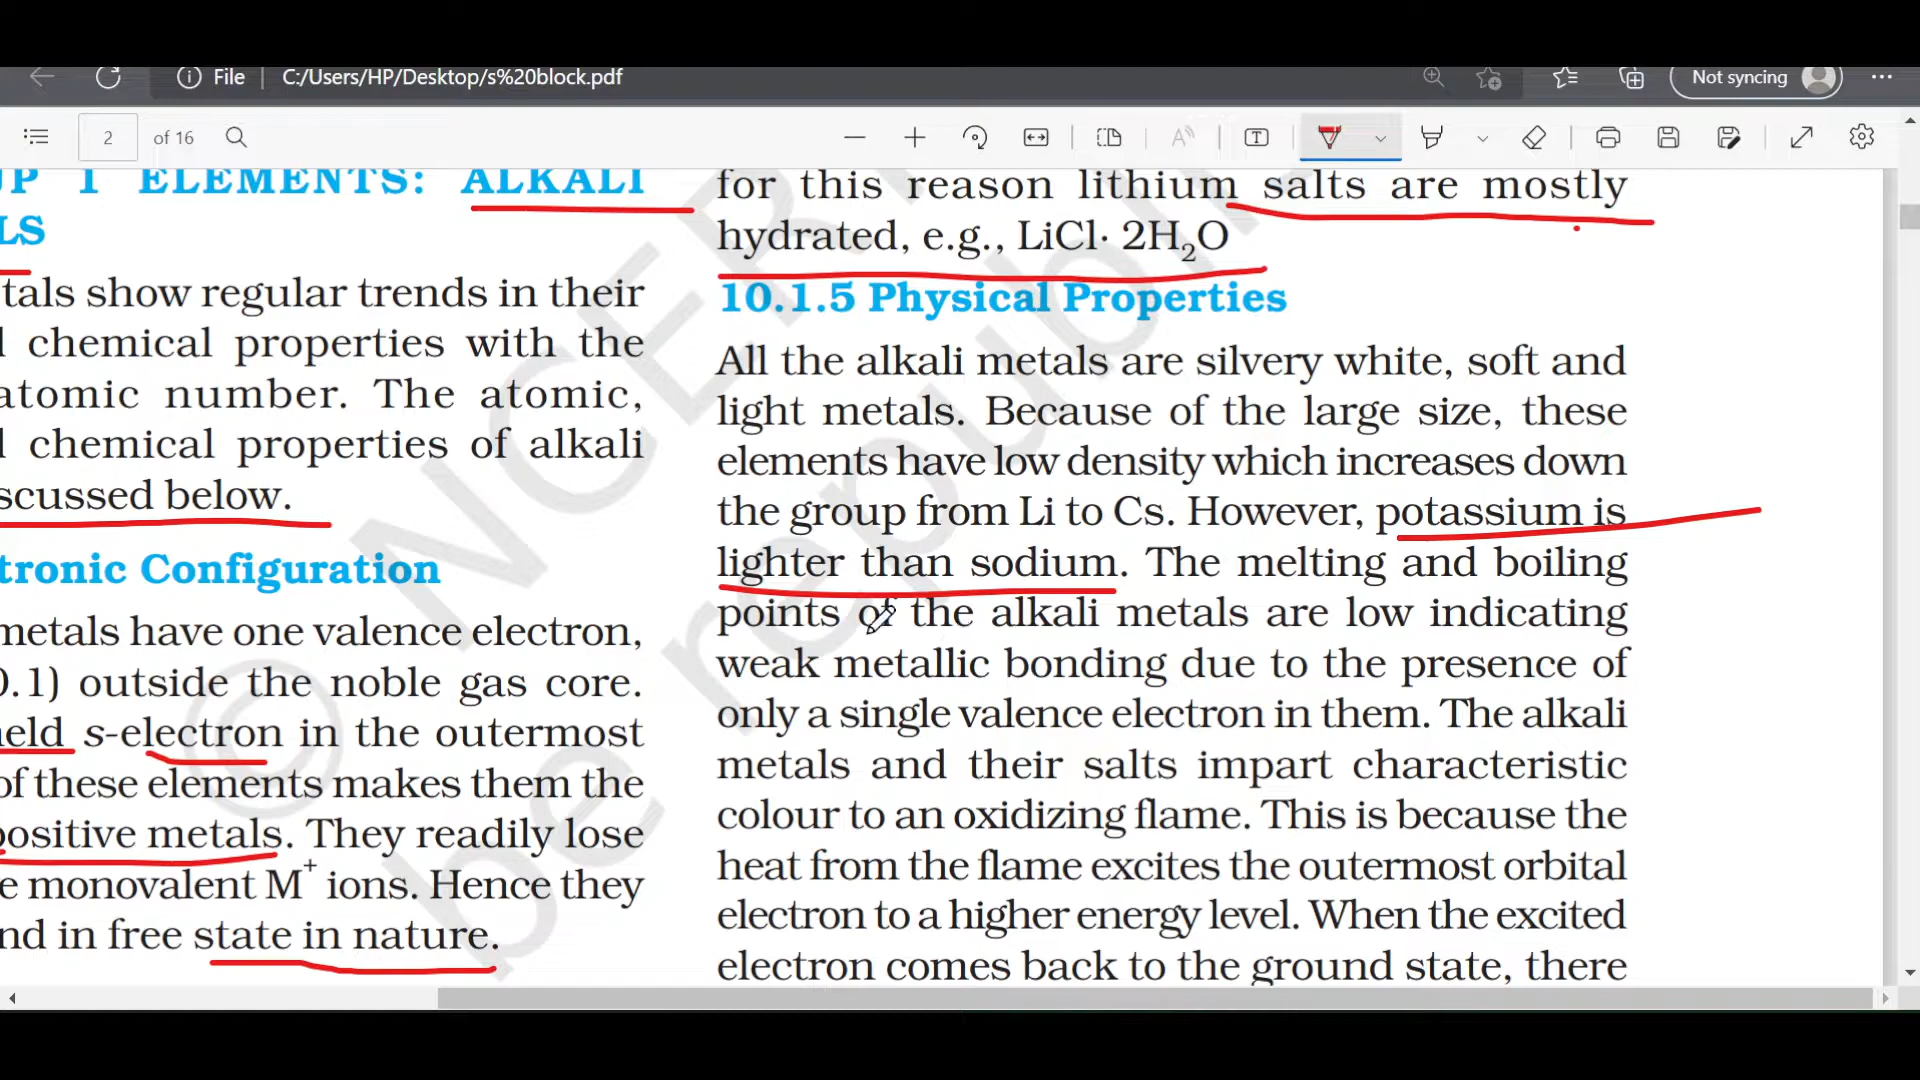 File
C:/Users/HP/Desktop/s%20block.pdf
Not syncing
2
of 16
UP 1 ELEMENTS: ALKALI
LS
tals show regular trends in their
l chemical properties with the
atomic number. The atomic,
l chemical properties of alkali
scussed below.
tronic Configuration
metals have one valence electron,
0.1) outside the noble gas core.
held s-electron in the outermost
of these elements makes them the
positive metals. They readily lose
e monovalent M⁺ ions. Hence they
nd in free state in nature.
for this reason lithium salts are mostly
hydrated, e.g., LiCl· 2H₂O
10.1.5 Physical Properties
All the alkali metals are silvery white, soft and
light metals. Because of the large size, these
elements have low density which increases down
the group from Li to Cs. However, potassium is
lighter than sodium. The melting and boiling
points of the alkali metals are low indicating
weak metallic bonding due to the presence of
only a single valence electron in them. The alkali
metals and their salts impart characteristic
colour to an oxidizing flame. This is because the
heat from the flame excites the outermost orbital
electron to a higher energy level. When the excited
electron comes back to the ground state, there
© NCER
be republi